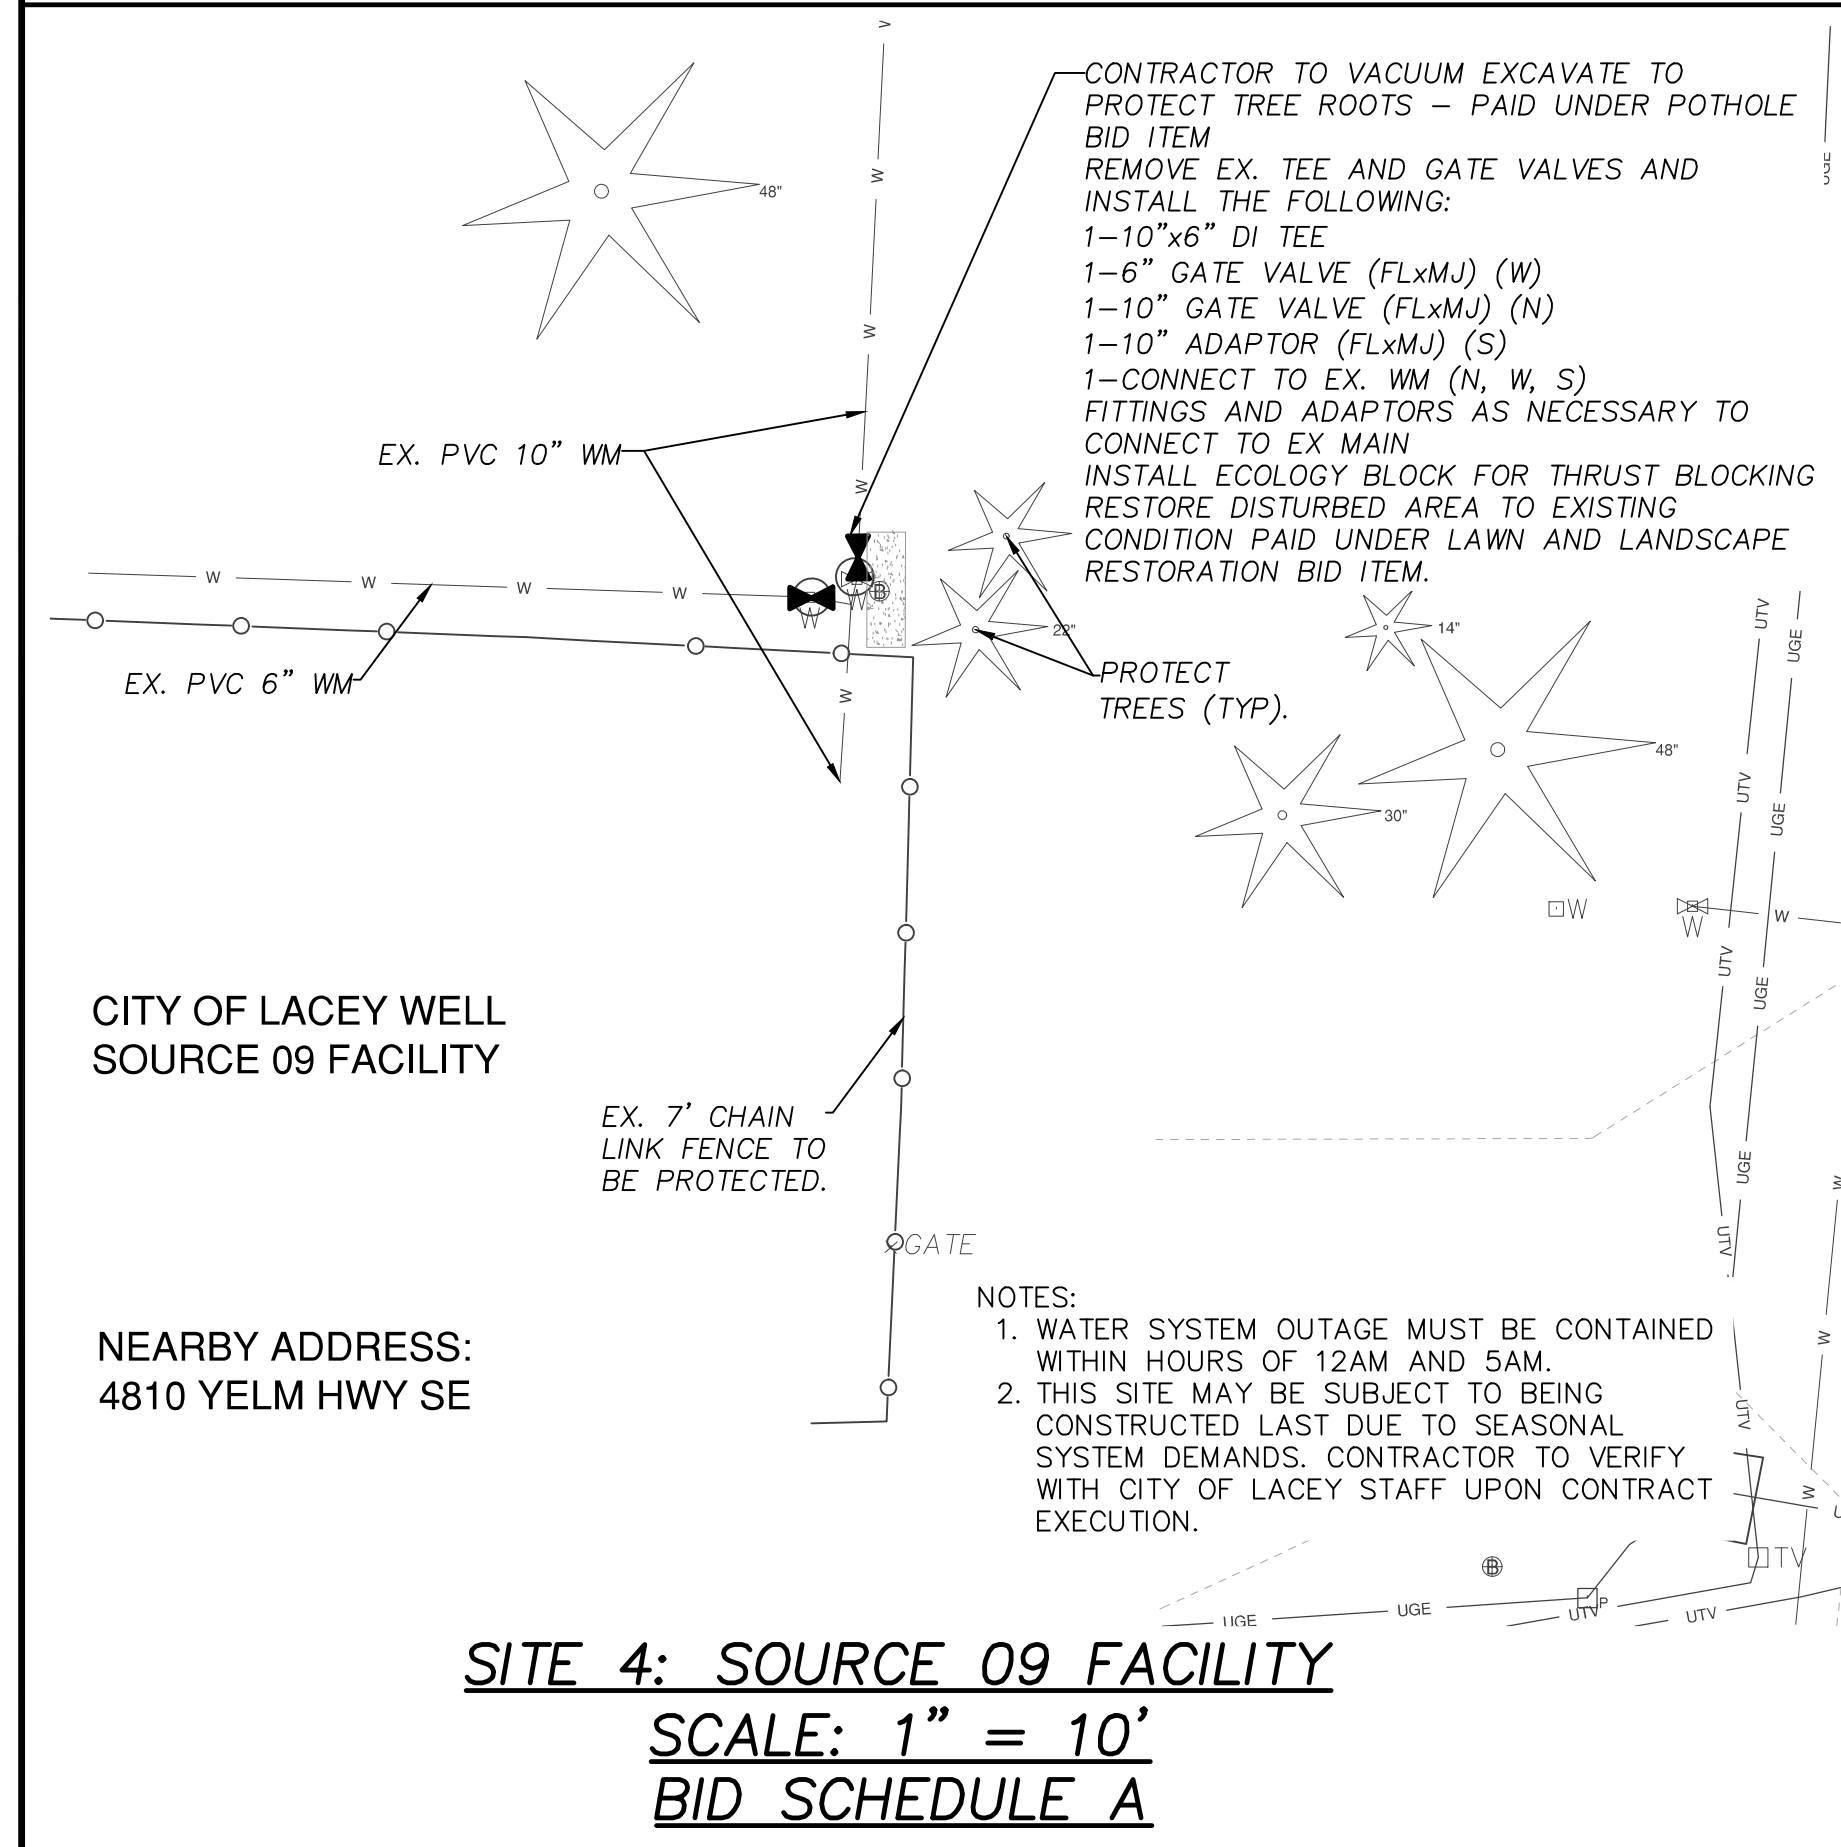 CONTRACTOR TO VACUUM EXCAVATE TO
PROTECT TREE ROOTS – PAID UNDER POTHOLE
BID ITEM
REMOVE EX. TEE AND GATE VALVES AND
INSTALL THE FOLLOWING:
1–10"x6" DI TEE
1–6" GATE VALVE (FLxMJ) (W)
1–10" GATE VALVE (FLxMJ) (N)
1–10" ADAPTOR (FLxMJ) (S)
1–CONNECT TO EX. WM (N, W, S)
FITTINGS AND ADAPTORS AS NECESSARY TO
CONNECT TO EX MAIN
INSTALL ECOLOGY BLOCK FOR THRUST BLOCKING
RESTORE DISTURBED AREA TO EXISTING
CONDITION PAID UNDER LAWN AND LANDSCAPE
RESTORATION BID ITEM.
48"
W
W
W
UGE
EX. PVC 10" WM
W
W
W
W
W
W
B
EX. PVC 6" WM
W
22"
PROTECT
TREES (TYP).
14"
48"
30"
UTV
UGE
UTV
UGE
W
W
W
UTV
UGE
CITY OF LACEY WELL
SOURCE 09 FACILITY
EX. 7' CHAIN
LINK FENCE TO
BE PROTECTED.
UGE
W
UTV
GATE
NEARBY ADDRESS:
4810 YELM HWY SE
NOTES:
1. WATER SYSTEM OUTAGE MUST BE CONTAINED
WITHIN HOURS OF 12AM AND 5AM.
2. THIS SITE MAY BE SUBJECT TO BEING
CONSTRUCTED LAST DUE TO SEASONAL
SYSTEM DEMANDS. CONTRACTOR TO VERIFY
WITH CITY OF LACEY STAFF UPON CONTRACT
EXECUTION.
W
UTV
W
B
TV
P
UGE
UGE
UTV
UTV
SITE 4: SOURCE 09 FACILITY
SCALE: 1" = 10'
BID SCHEDULE A